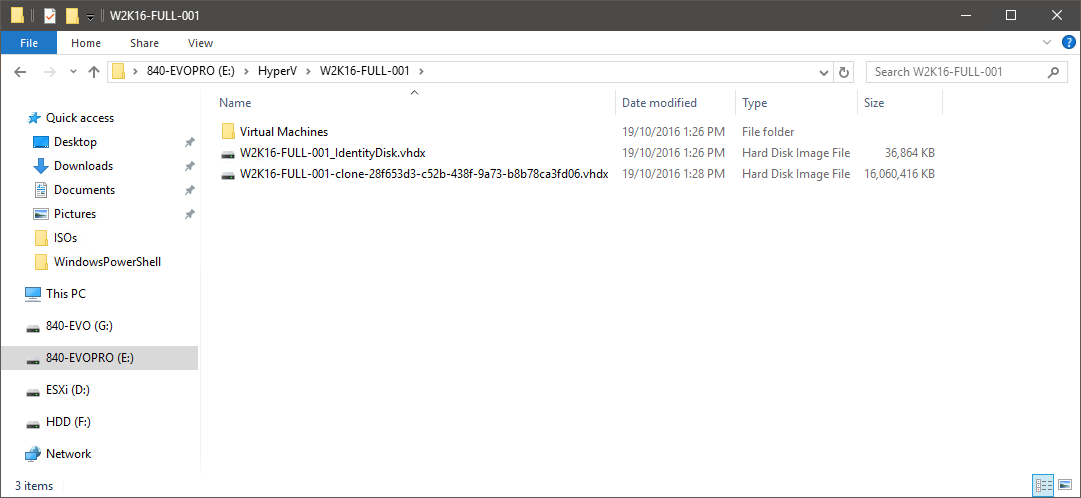 W2K16-FULL-001
File Home Share View
840-EVOPRO (E:) HyperV W2K16-FULL-001 Search W2K16-FULL-001
Name Date modified Type Size
Quick access
Desktop
Downloads
Documents
Pictures
ISOs
WindowsPowerShell
This PC
840-EVO (G:)
840-EVOPRO (E:)
ESXi (D:)
HDD (F:)
Network
Virtual Machines 19/10/2016 1:26 PM File folder
W2K16-FULL-001_IdentityDisk.vhdx 19/10/2016 1:26 PM Hard Disk Image File 36,864 KB
W2K16-FULL-001-clone-28f653d3-c52b-438f-9a73-b8b78ca3fd06.vhdx 19/10/2016 1:28 PM Hard Disk Image File 16,060,416 KB
3 items